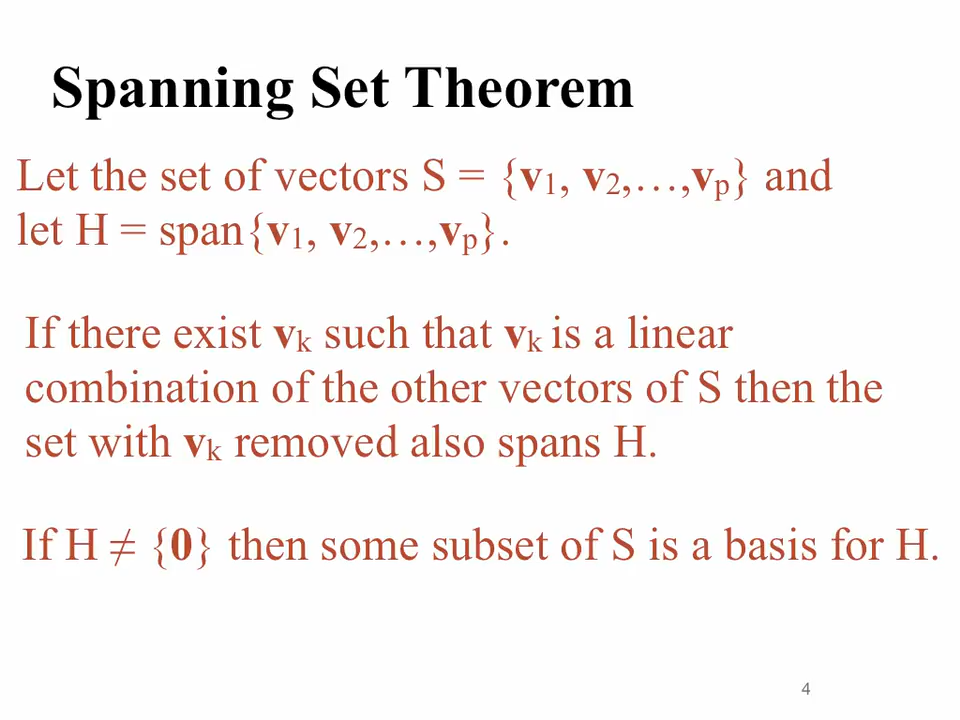 Spanning Set Theorem
Let the set of vectors S = {v₁, v₂,…,vₚ} and
let H = span{v₁, v₂,…,vₚ}.
If there exist vₖ such that vₖ is a linear
combination of the other vectors of S then the
set with vₖ removed also spans H.
If H ≠ {0} then some subset of S is a basis for H.
4